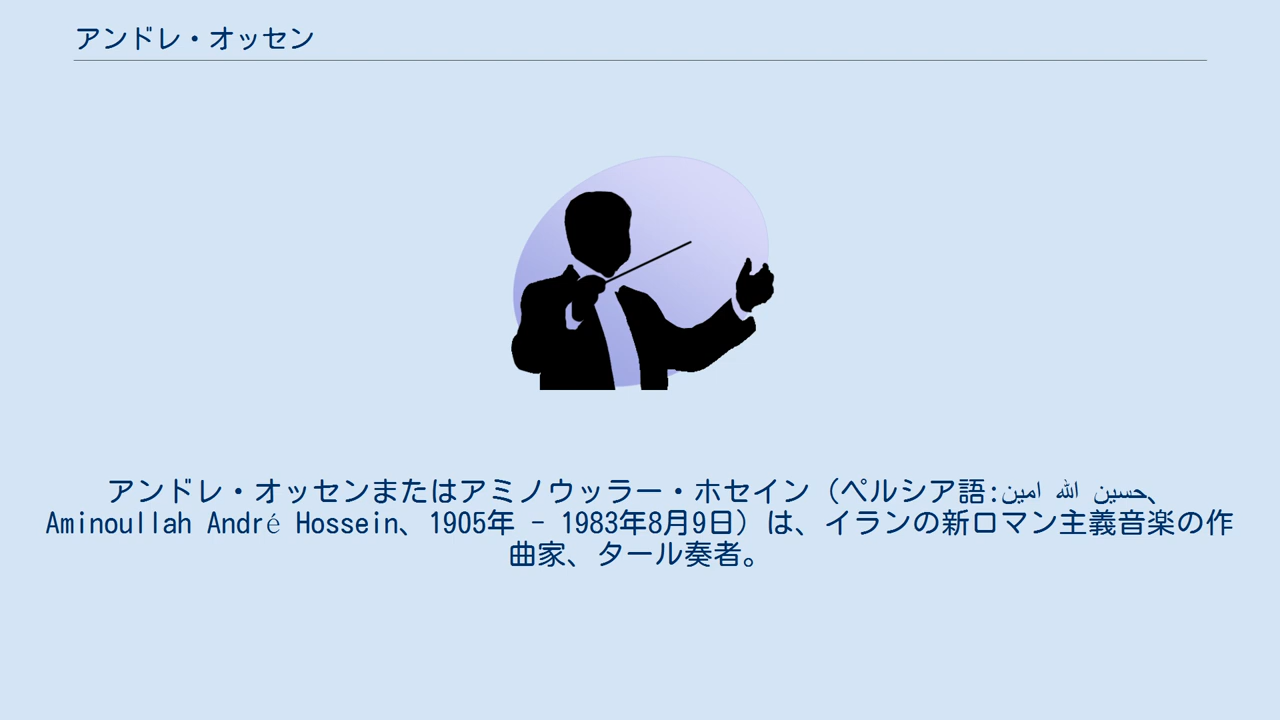 アンドレ・オッセン
アンドレ・オッセンまたはアミノウッラー・ホセイン（ペルシア語:امین الله حسین、
Aminoullah André Hossein、1905年 - 1983年8月9日）は、イランの新ロマン主義音楽の作
曲家、タール奏者。